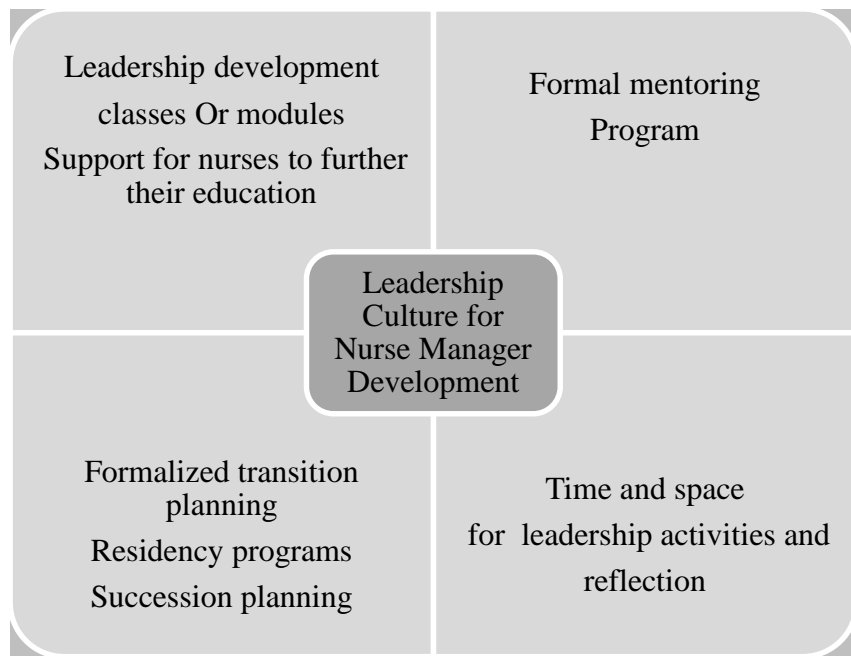 Leadership development
classes Or modules
Support for nurses to further
their education
Formal mentoring
Program
Leadership
Culture for
Nurse Manager
Development
Formalized transition
planning
Residency programs
Succession planning
Time and space
for leadership activities and
reflection